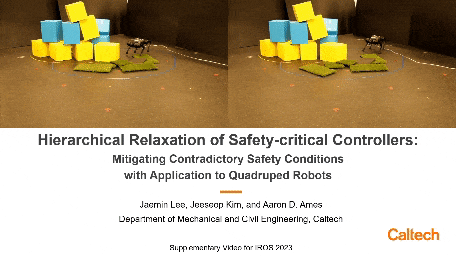 Hierarchical Relaxation of Safety-critical Controllers:
Mitigating Contradictory Safety Conditions
with Application to Quadruped Robots
Jaemin Lee, Jeeseop Kim, and Aaron D. Ames
Department of Mechanical and Civil Engineering, Caltech
Caltech
Supplementary Video for IROS 2023